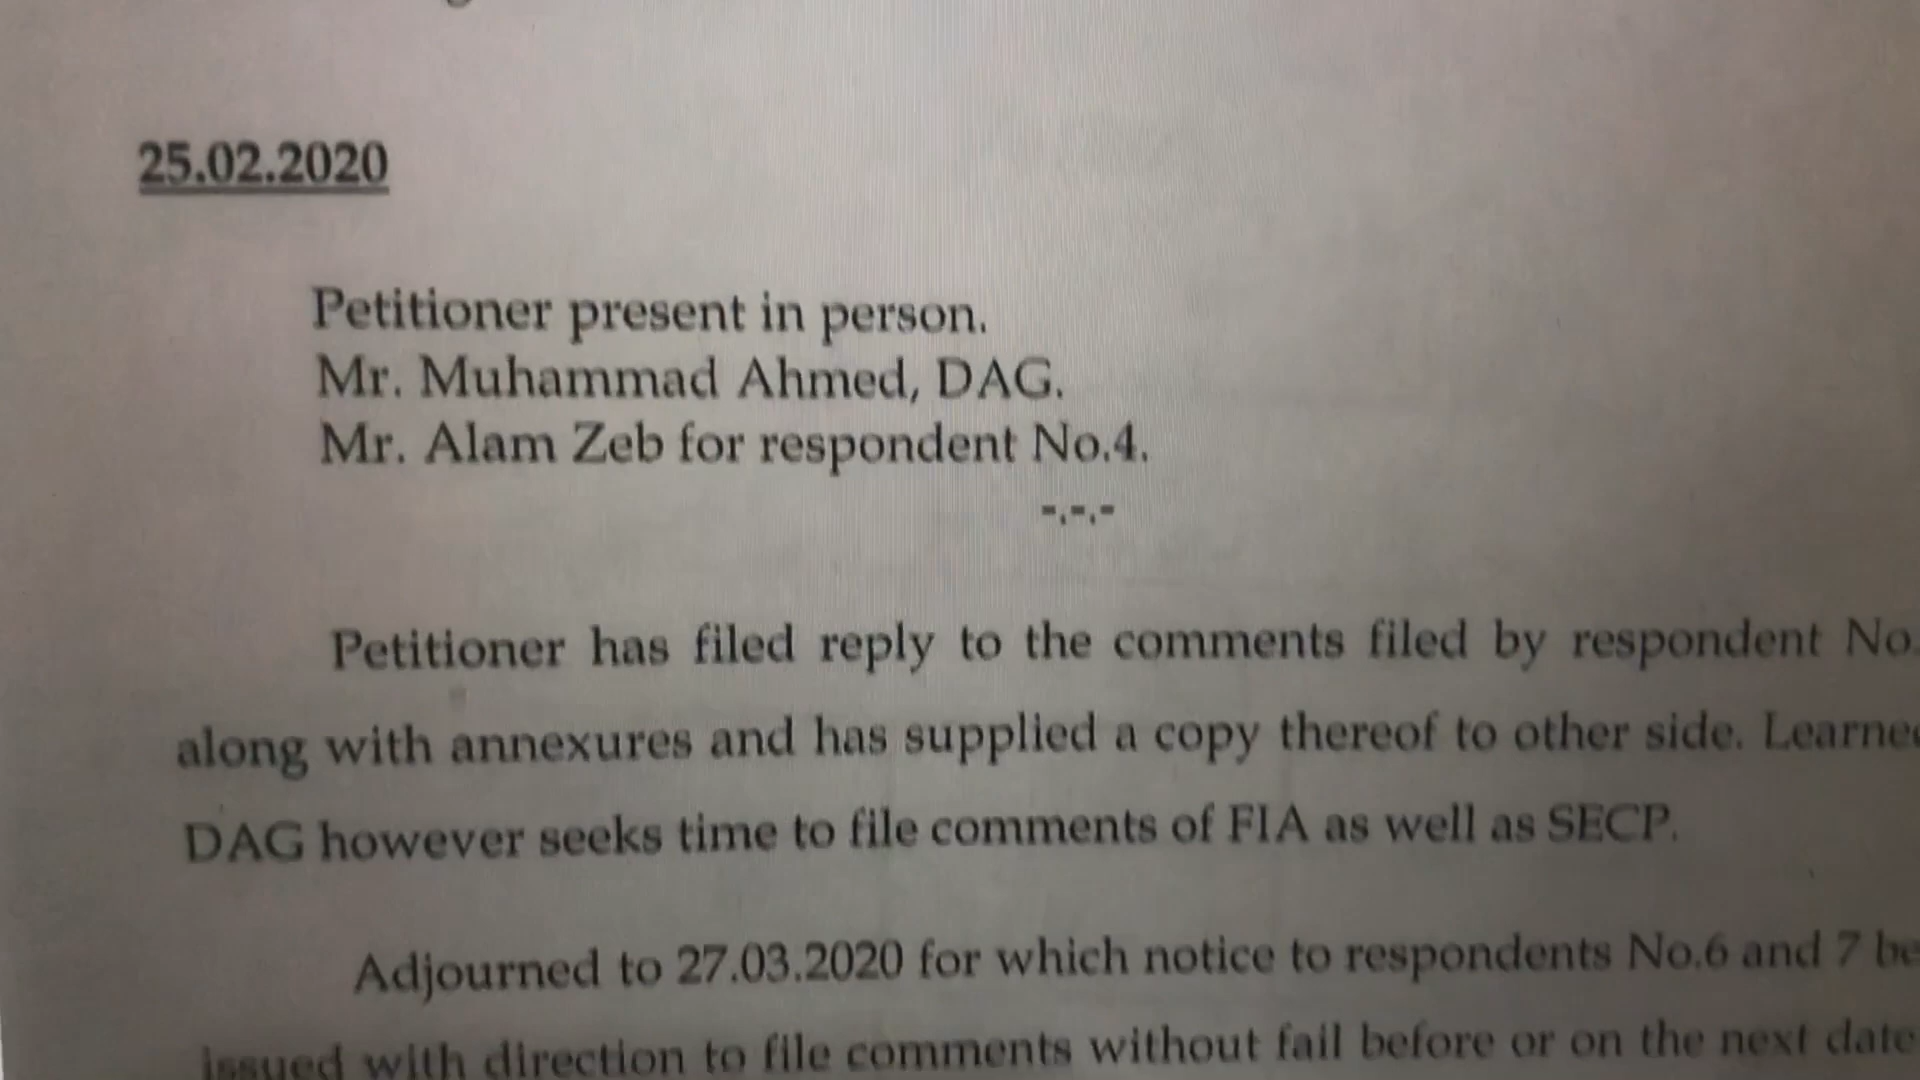 25.02.2020
Petitioner present in person.
Mr. Muhammad Ahmed, DAG.
Mr. Alam Zeb for respondent No.4.
-.-.-
Petitioner has filed reply to the comments filed by respondent No.
along with annexures and has supplied a copy thereof to other side. Learned
DAG however seeks time to file comments of FIA as well as SECP.
Adjourned to 27.03.2020 for which notice to respondents No.6 and 7 be
issued with direction to file comments without fail before or on the next date